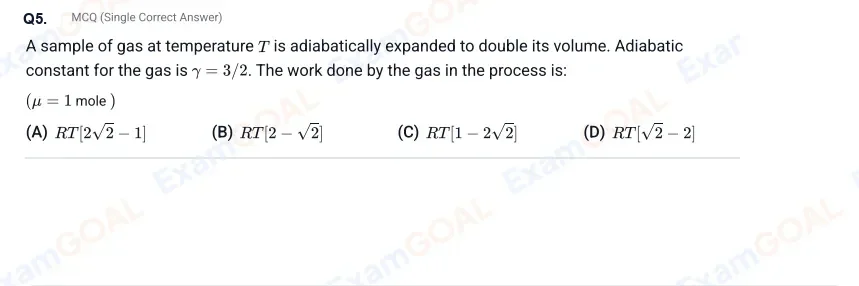 Q5. MCQ (Single Correct Answer)
A sample of gas at temperature T is adiabatically expanded to double its volume. Adiabatic
constant for the gas is γ = 3/2. The work done by the gas in the process is:
(μ = 1 mole )
(A) RT[2√2 − 1] (B) RT[2 − √2] (C) RT[1 − 2√2] (D) RT[√2 − 2]
ExamGOAL
ExamGOAL